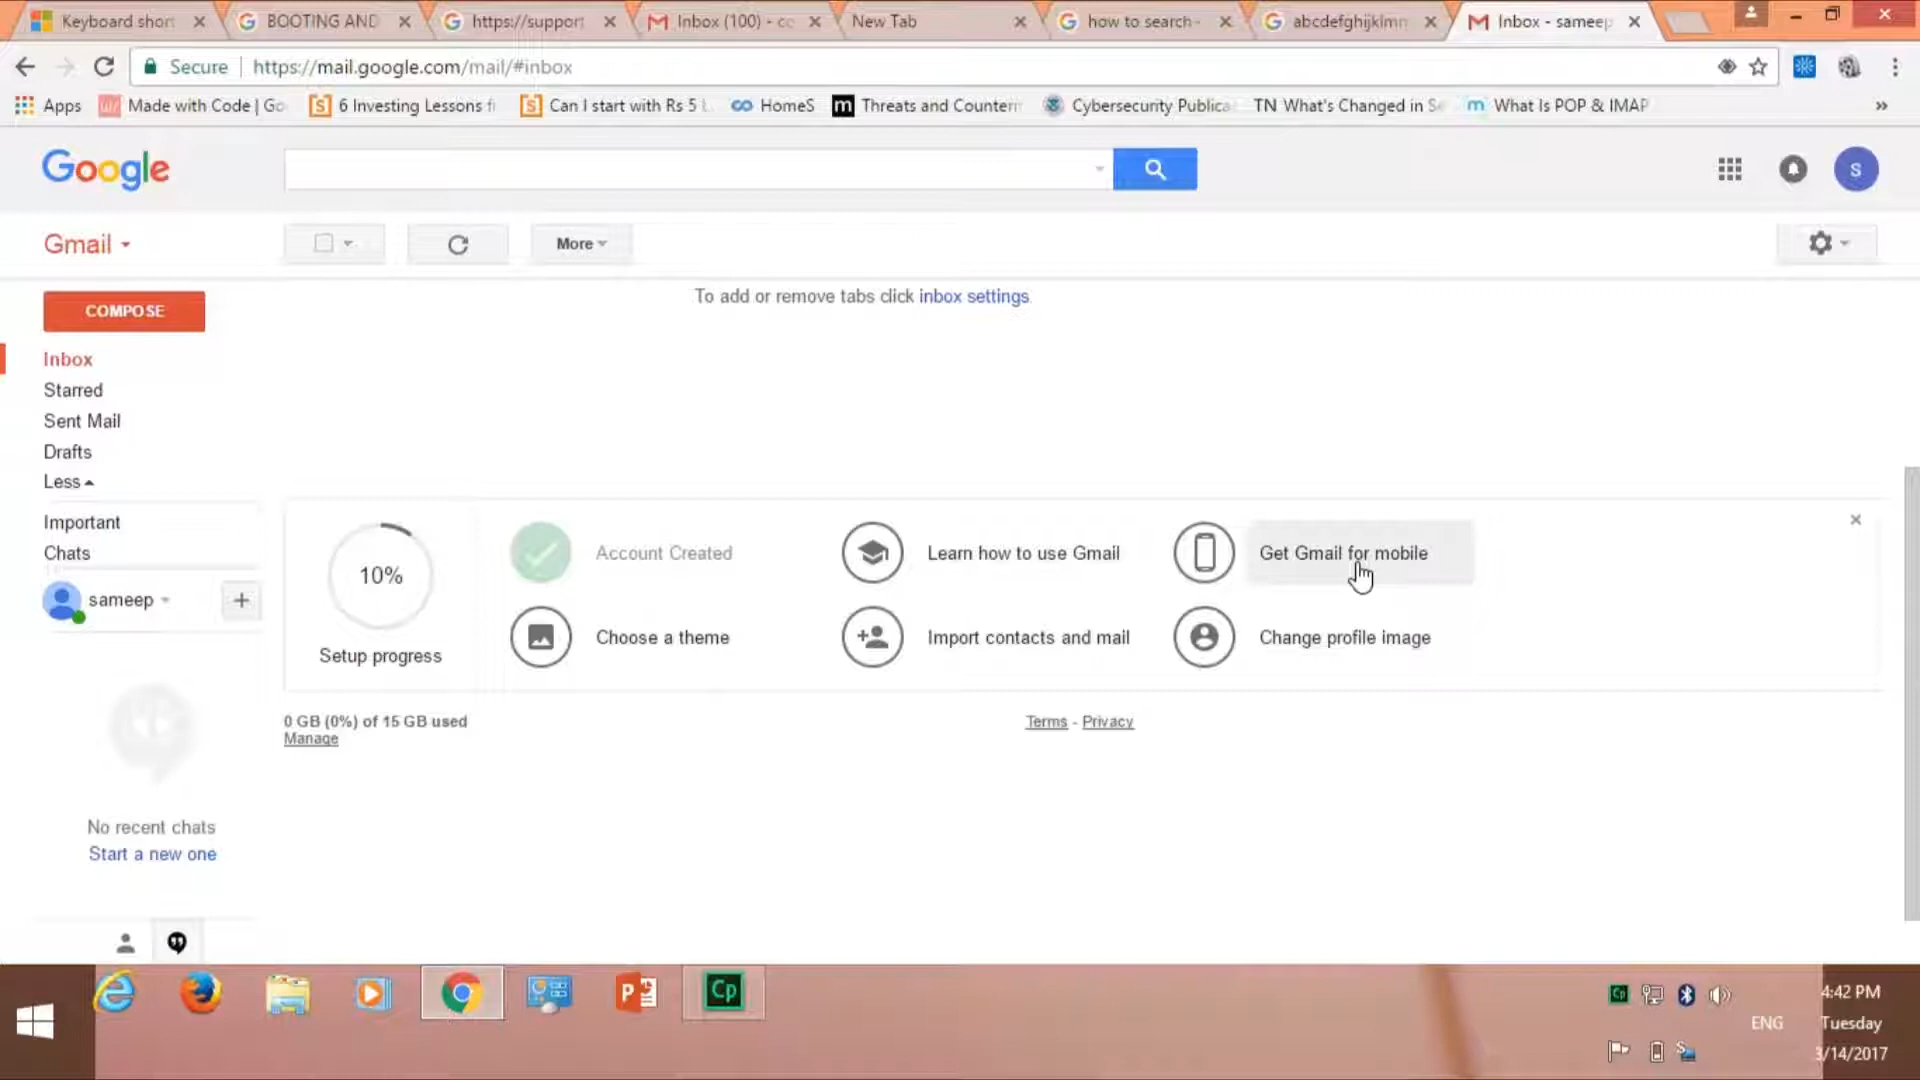 Keyboard short
BOOTING AND
https://support
Inbox (100) - co
New Tab
how to search -
abcdefghijklmn
Inbox - sameep
Secure https://mail.google.com/mail/#inbox
Apps
Made with Code | Go
6 Investing Lessons f
Can I start with Rs 5 l
HomeS
Threats and Countern
Cybersecurity Publica
TN What's Changed in Se
What Is POP & IMAP
»
Google
S
Gmail
More
COMPOSE
To add or remove tabs click inbox settings.
Inbox
Starred
Sent Mail
Drafts
Less
Important
Chats
sameep
+
10%
Setup progress
Account Created
Learn how to use Gmail
Get Gmail for mobile
Choose a theme
Import contacts and mail
Change profile image
0 GB (0%) of 15 GB used
Manage
Terms - Privacy
No recent chats
Start a new one
Cp
4:42 PM
ENG
Tuesday
3/14/2017